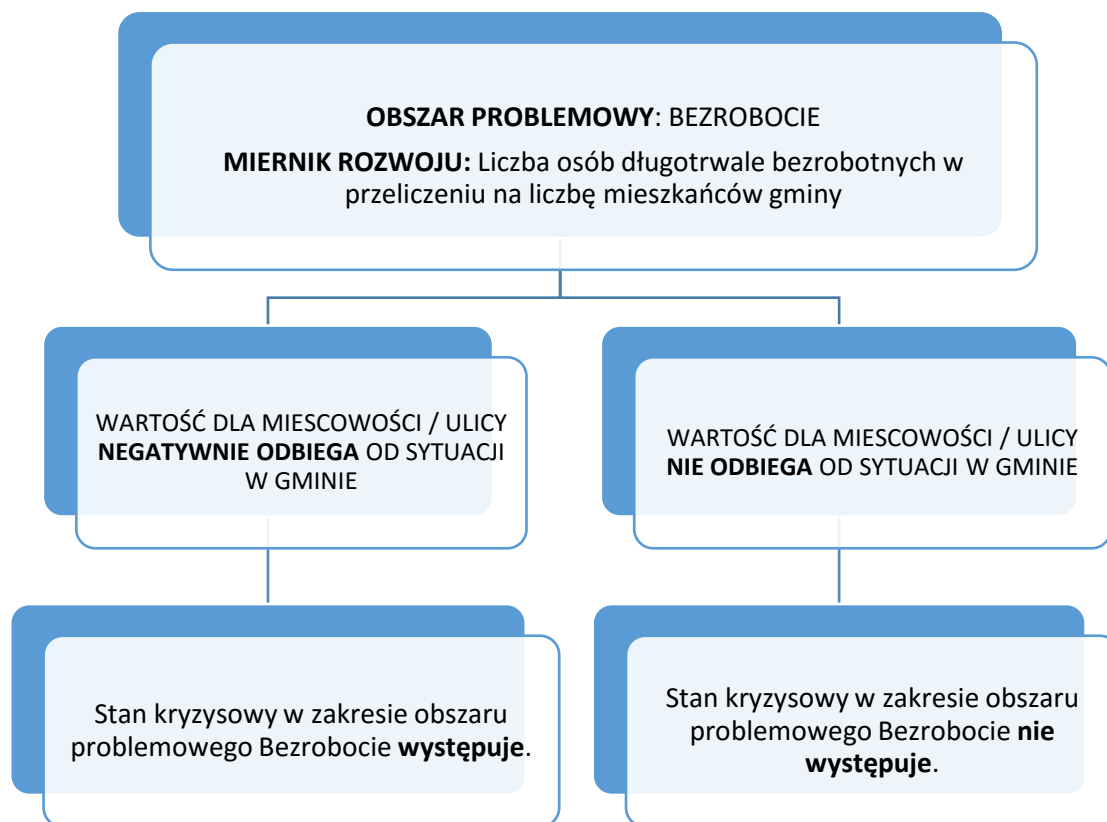 OBSZAR PROBLEMOWY: BEZROBOCIE
MIERNIK ROZWOJU: Liczba osób długotrwale bezrobotnych w
przeliczeniu na liczbę mieszkańców gminy
WARTOŚĆ DLA MIESCOWOŚCI / ULICY
NEGATYWNIE ODBIEGA OD SYTUACJI
W GMINIE
WARTOŚĆ DLA MIESCOWOŚCI / ULICY
NIE ODBIEGA OD SYTUACJI W GMINIE
Stan kryzysowy w zakresie obszaru
problemowego Bezrobocie występuje.
Stan kryzysowy w zakresie obszaru
problemowego Bezrobocie nie
występuje.